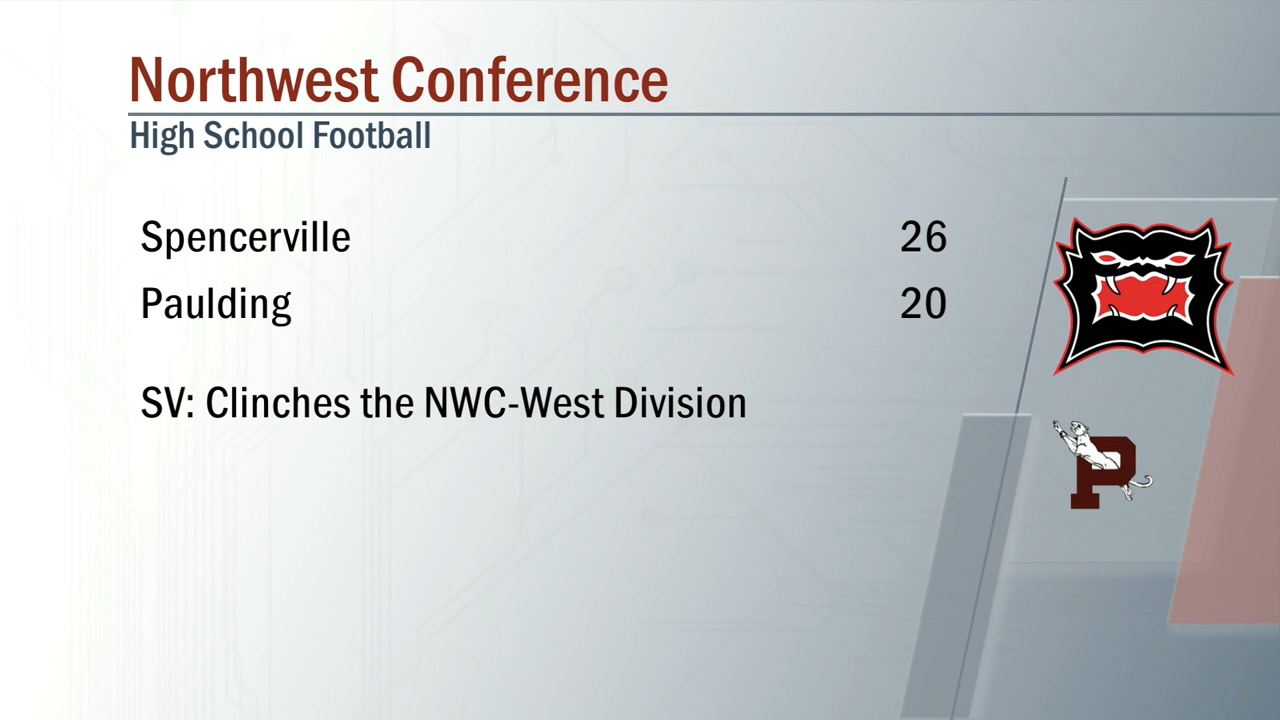 Northwest Conference
High School Football
Spencerville 26
Paulding 20
SV: Clinches the NWC-West Division
P